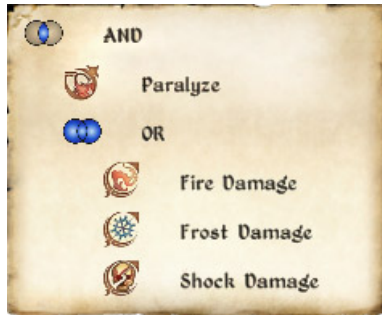 AND
Paralyze
OR
Fire Damage
Frost Damage
Shock Damage